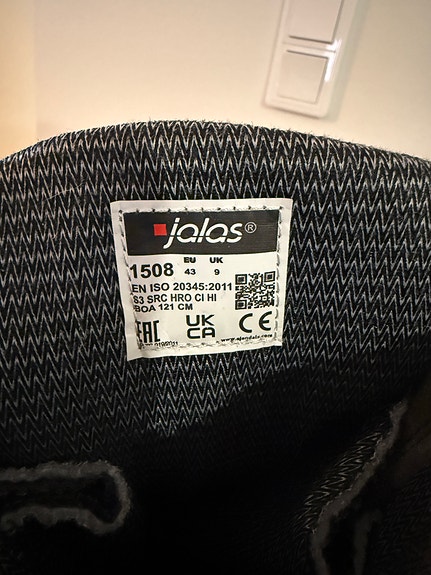 jalas®
EU UK
1508 43 9
EN ISO 20345:2011
S3 SRC HRO CI HI
BOA 121 CM
EAC UK CA CE
www.ejendals.com